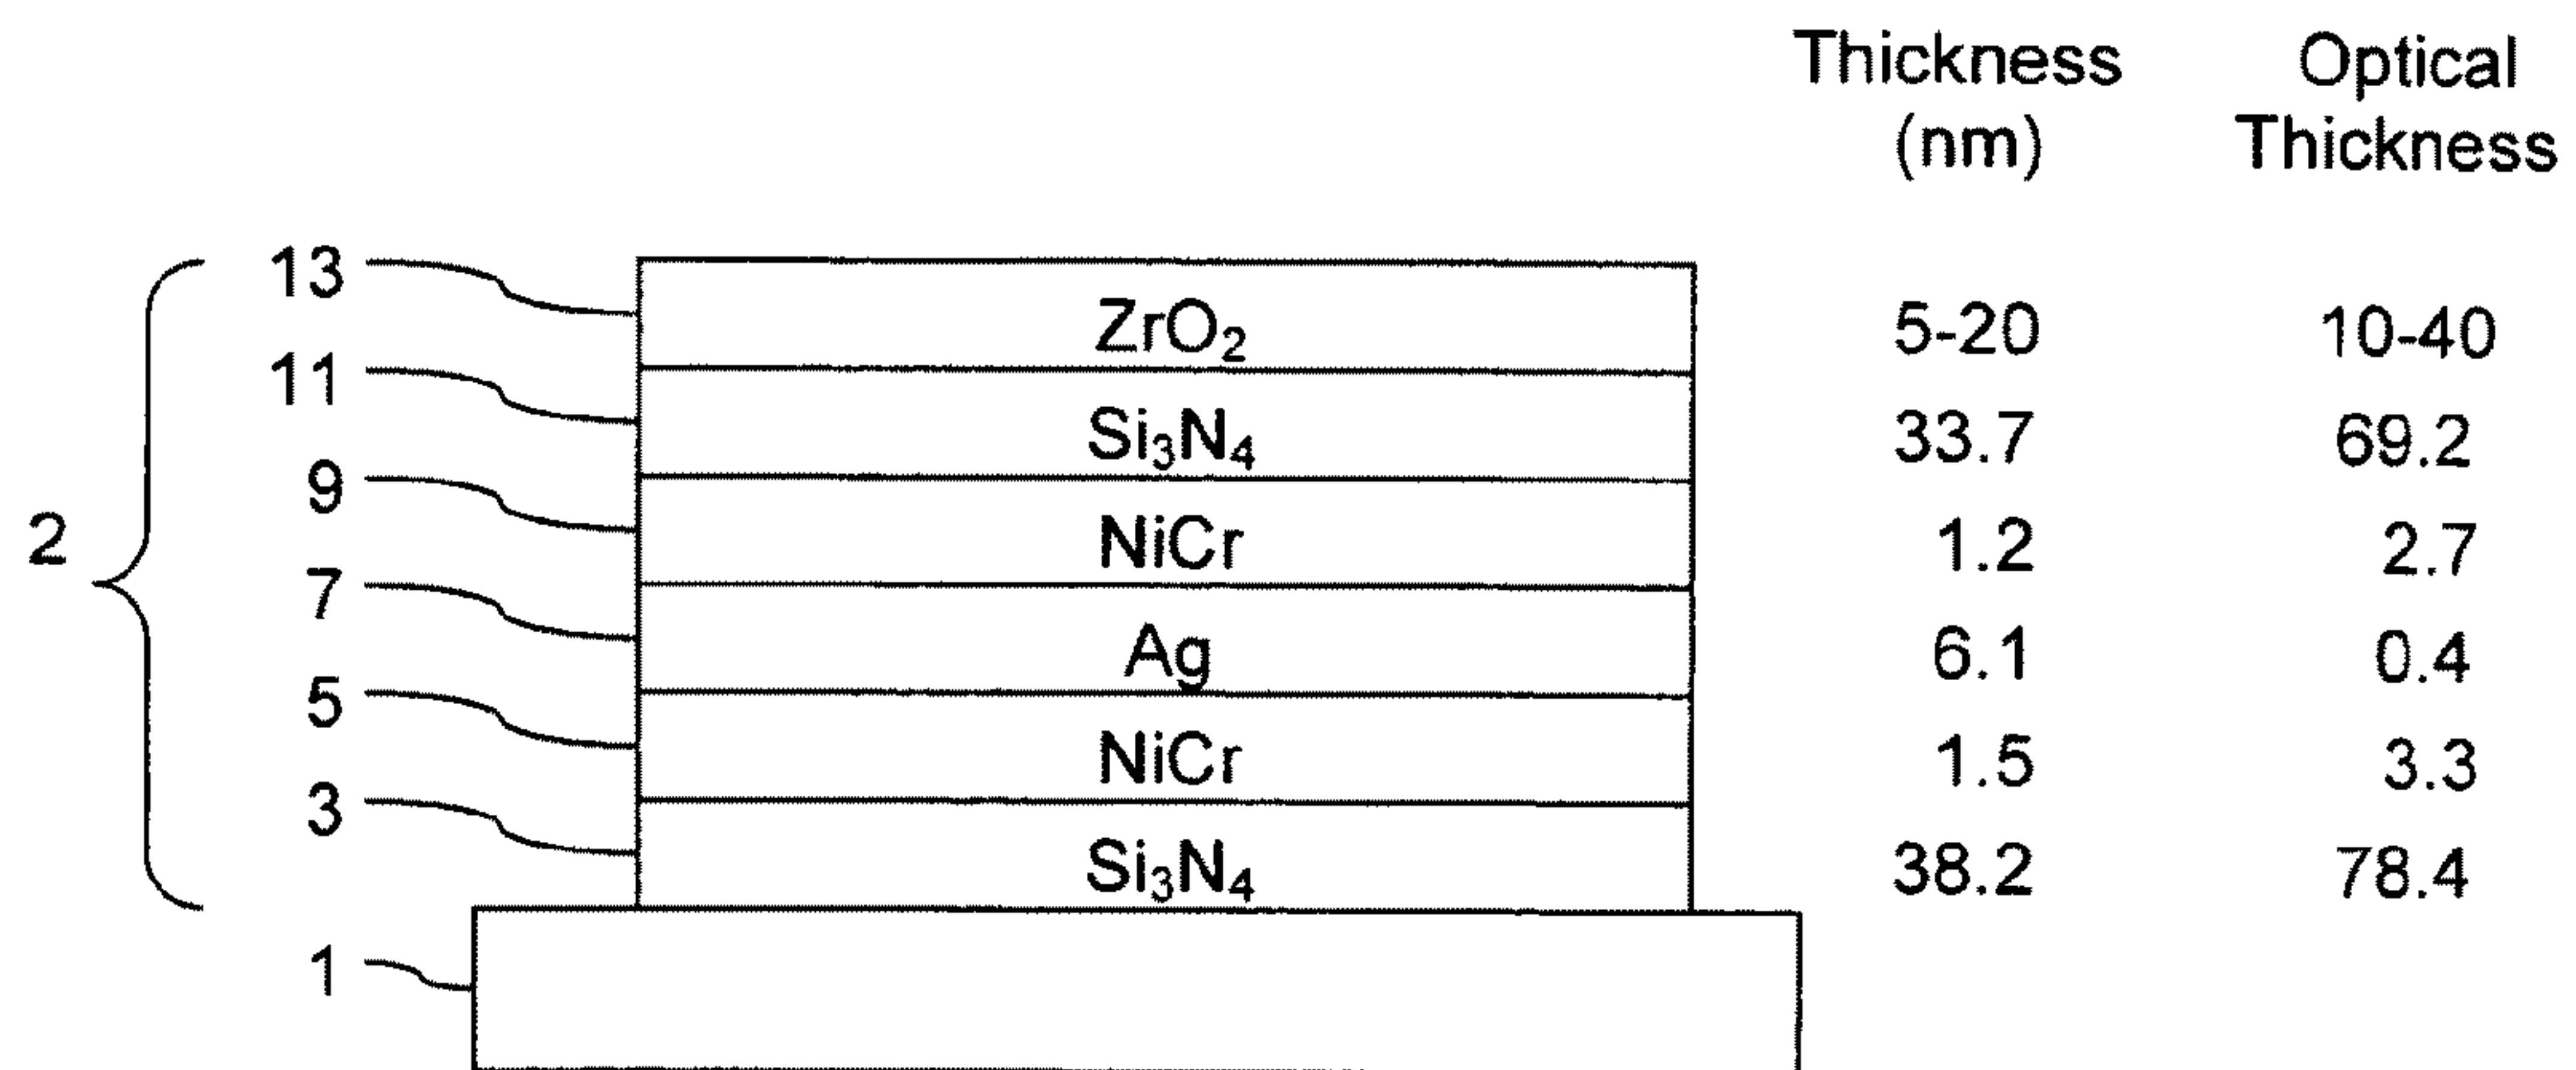 Thickness (nm) Optical Thickness
13 ZrO₂ 5-20 10-40
11 Si₃N₄ 33.7 69.2
9 NiCr 1.2 2.7
2
7 Ag 6.1 0.4
5 NiCr 1.5 3.3
3 Si₃N₄ 38.2 78.4
1